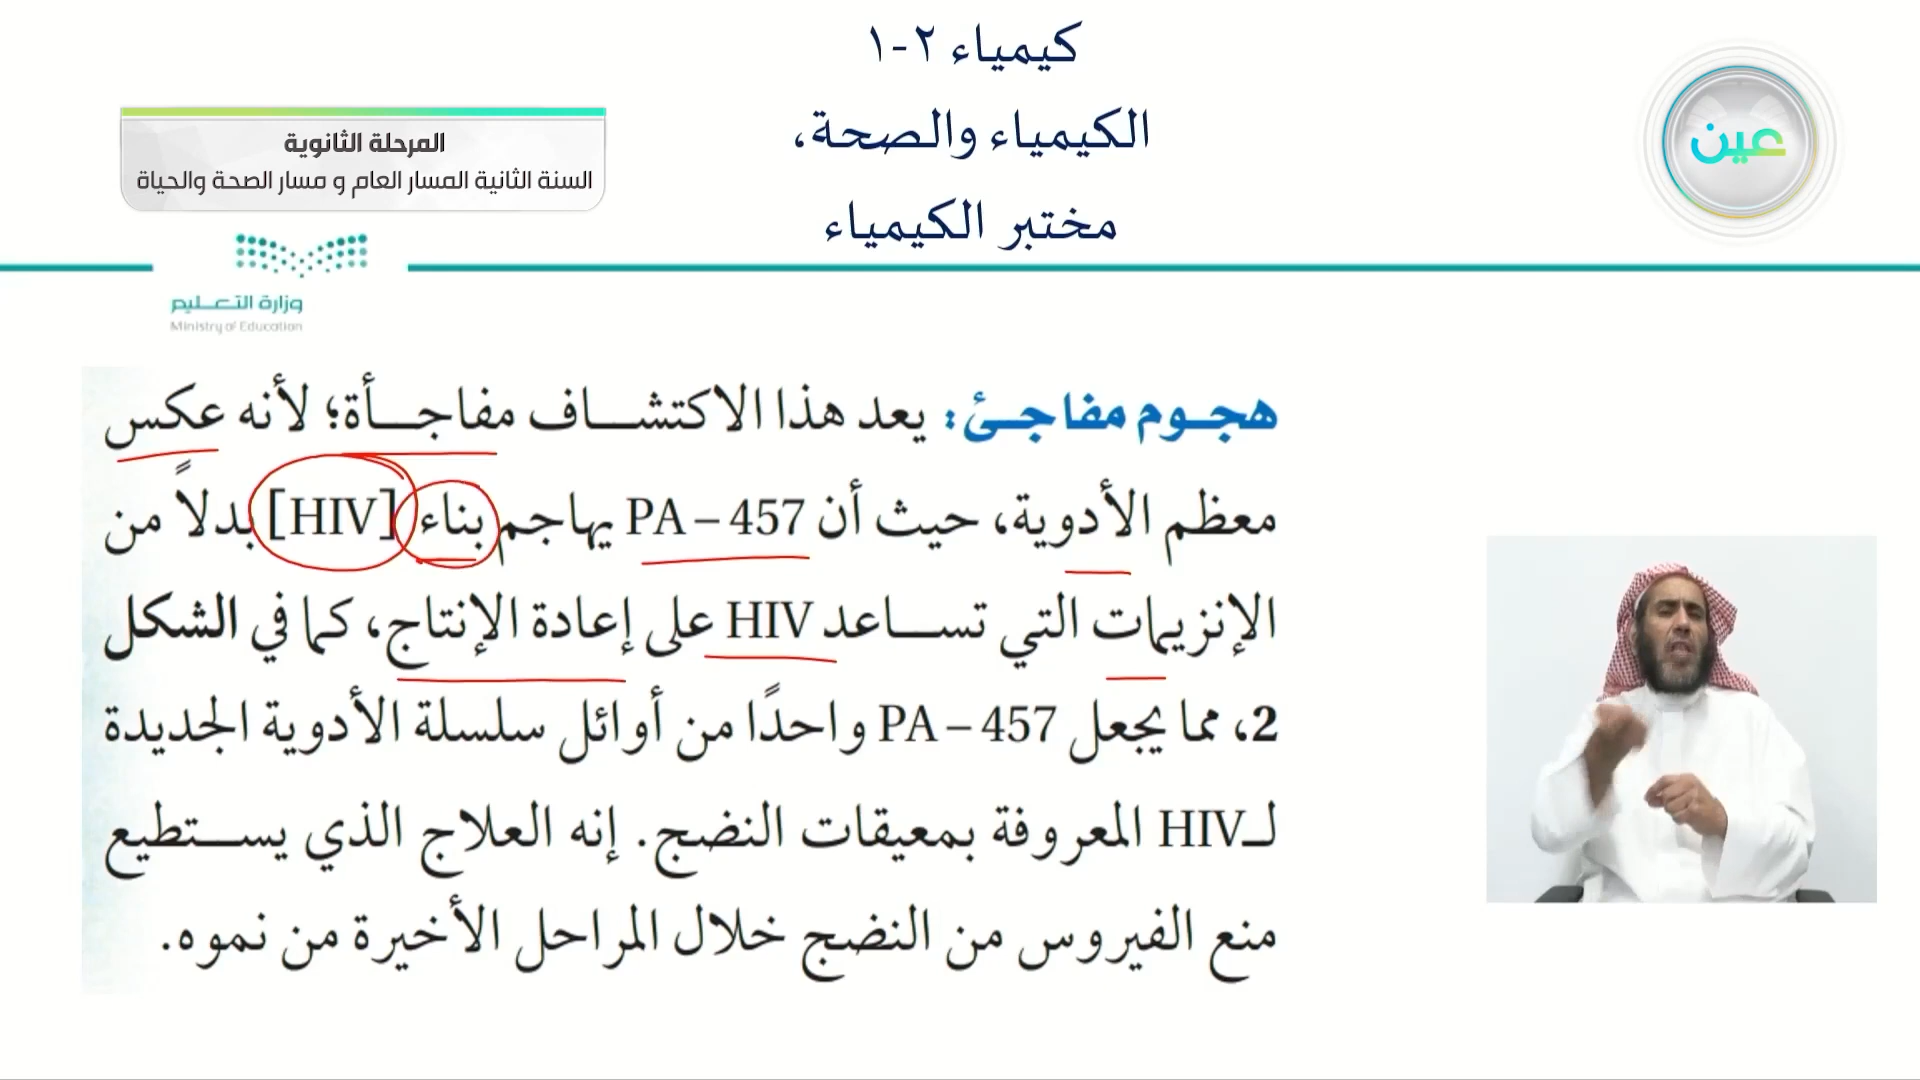 كيمياء ٢-١
الكيمياء والصحة،
مختبر الكيمياء
عين
المرحلة الثانوية
السنة الثانية المسار العام و مسار الصحة والحياة
وزارة التعليم
Ministry of Education
هجوم مفاجئ: يعد هذا الاكتشاف مفاجأة؛ لأنه عكس
معظم الأدوية، حيث أن PA – 457 يهاجم بناء [HIV] بدلاً من
الإنزيمات التي تساعد HIV على إعادة الإنتاج، كما في الشكل
2، مما يجعل PA – 457 واحدًا من أوائل سلسلة الأدوية الجديدة
لـHIV المعروفة بمعيقات النضج. إنه العلاج الذي يستطيع
منع الفيروس من النضج خلال المراحل الأخيرة من نموه.